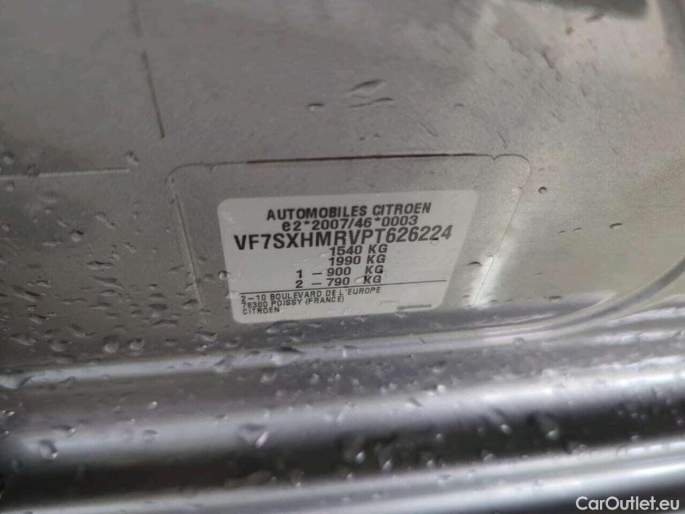 AUTOMOBILES CITROEN
e2*2007/46*0003
VF7SXHMRVPT626224
1540 KG
1990 KG
1 - 900 KG
2 - 790 KG
2-10 BOULEVARD DE L'EUROPE
78300 POISSY (FRANCE)
CITROEN
CarOutlet.eu